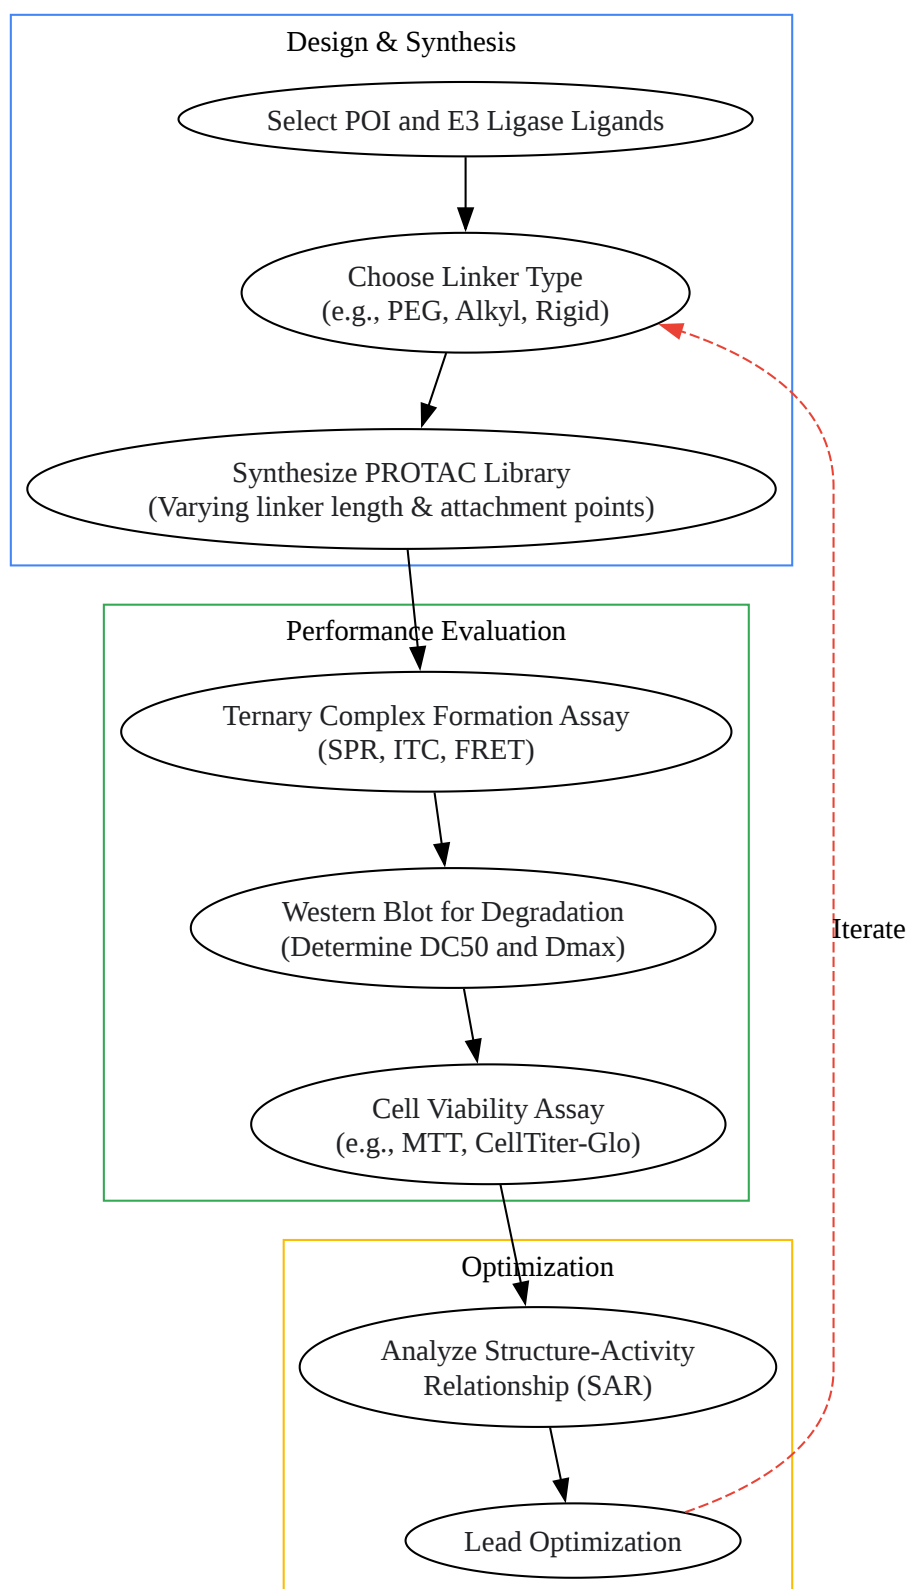 Design & Synthesis
Select POI and E3 Ligase Ligands
Choose Linker Type
(e.g., PEG, Alkyl, Rigid)
Synthesize PROTAC Library
(Varying linker length & attachment points)
Performance Evaluation
Ternary Complex Formation Assay
(SPR, ITC, FRET)
Western Blot for Degradation
(Determine DC50 and Dmax)
Iterate
Cell Viability Assay
(e.g., MTT, CellTiter-Glo)
Optimization
Analyze Structure-Activity
Relationship (SAR)
Lead Optimization